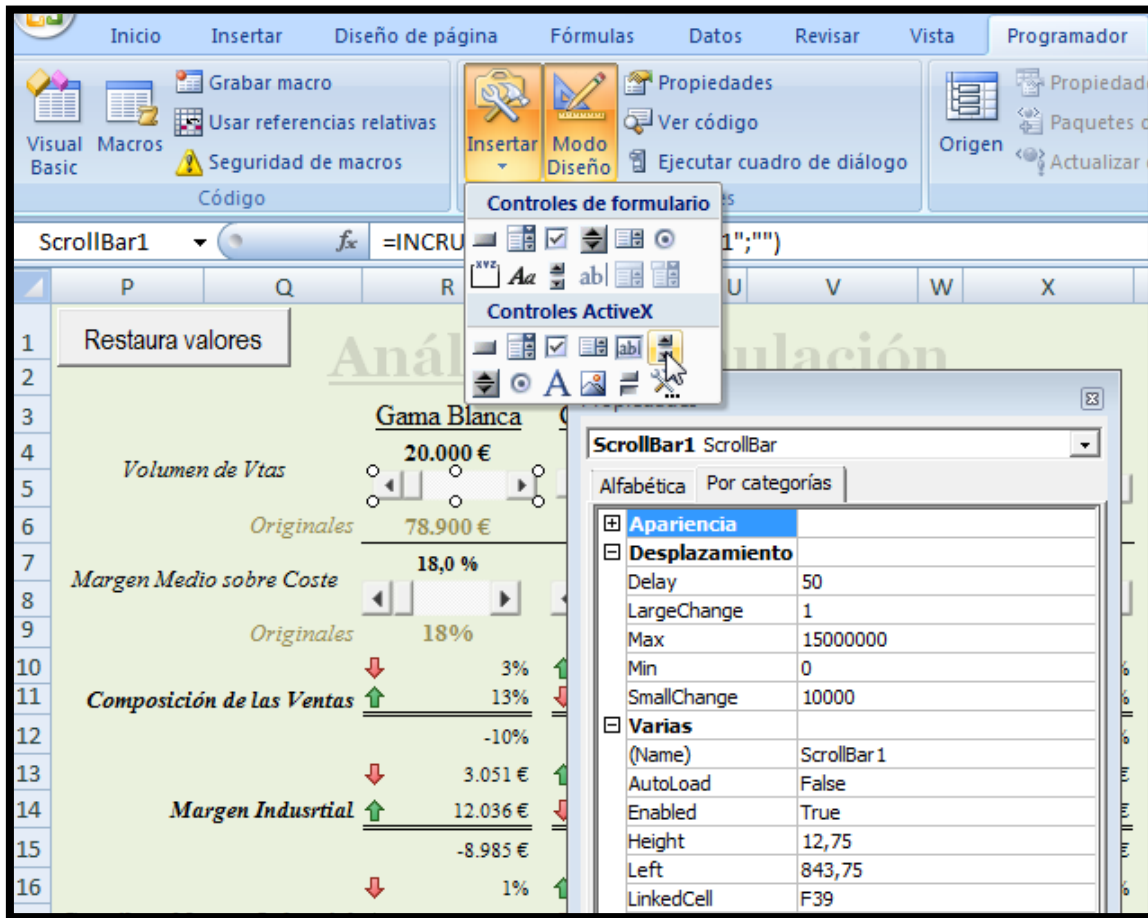 Inicio Insertar Diseño de página Fórmulas Datos Revisar Vista Programador
Visual Basic
Macros
Grabar macro
Usar referencias relativas
Seguridad de macros
Código
Insertar
Modo Diseño
Propiedades
Ver código
Ejecutar cuadro de diálogo
Origen
Paquetes
Actualizar
Controles de formulario
XYZ Aa ab|
Controles ActiveX
ab|
A
ScrollBar1 fx =INCRU 1";"")
P Q R U V W X
1 Restaura valores
2
3 Gama Blanca
4 20.000 €
Volumen de Vtas
5
6 Originales 78.900 €
7 18,0 %
Margen Medio sobre Coste
8
9 Originales 18%
10 3%
11 Composición de las Ventas 13%
12 -10%
13 3.051 €
14 Margen Indusrtial 12.036 €
15 -8.985 €
16 1%
ScrollBar1 ScrollBar
Alfabética Por categorías
Apariencia
Desplazamiento
Delay 50
LargeChange 1
Max 15000000
Min 0
SmallChange 10000
Varias
(Name) ScrollBar1
AutoLoad False
Enabled True
Height 12,75
Left 843,75
LinkedCell F39